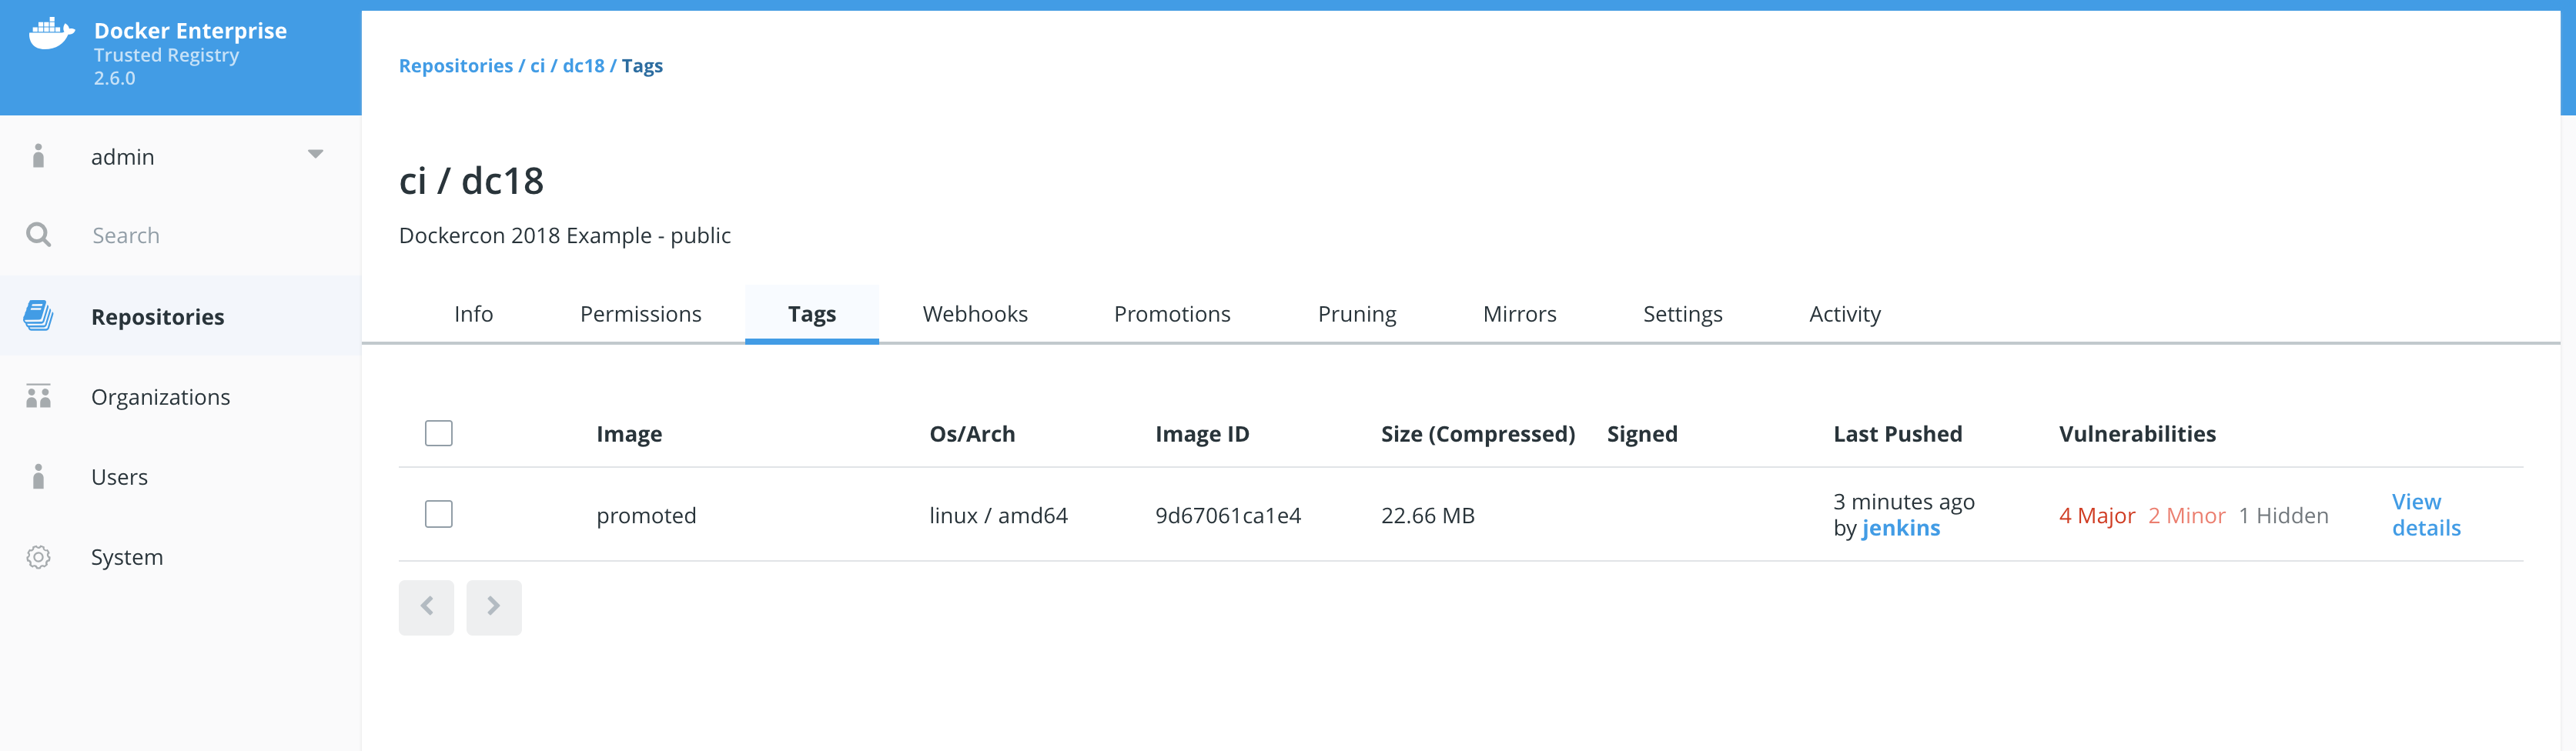 Docker Enterprise
Trusted Registry
2.6.0
admin
Search
Repositories
Organizations
Users
System
Repositories / ci / dc18 / Tags
ci / dc18
Dockercon 2018 Example - public
Info Permissions Tags Webhooks Promotions Pruning Mirrors Settings Activity
Image Os/Arch Image ID Size (Compressed) Signed Last Pushed Vulnerabilities
promoted linux / amd64 9d67061ca1e4 22.66 MB 3 minutes ago
by jenkins 4 Major 2 Minor 1 Hidden View
details